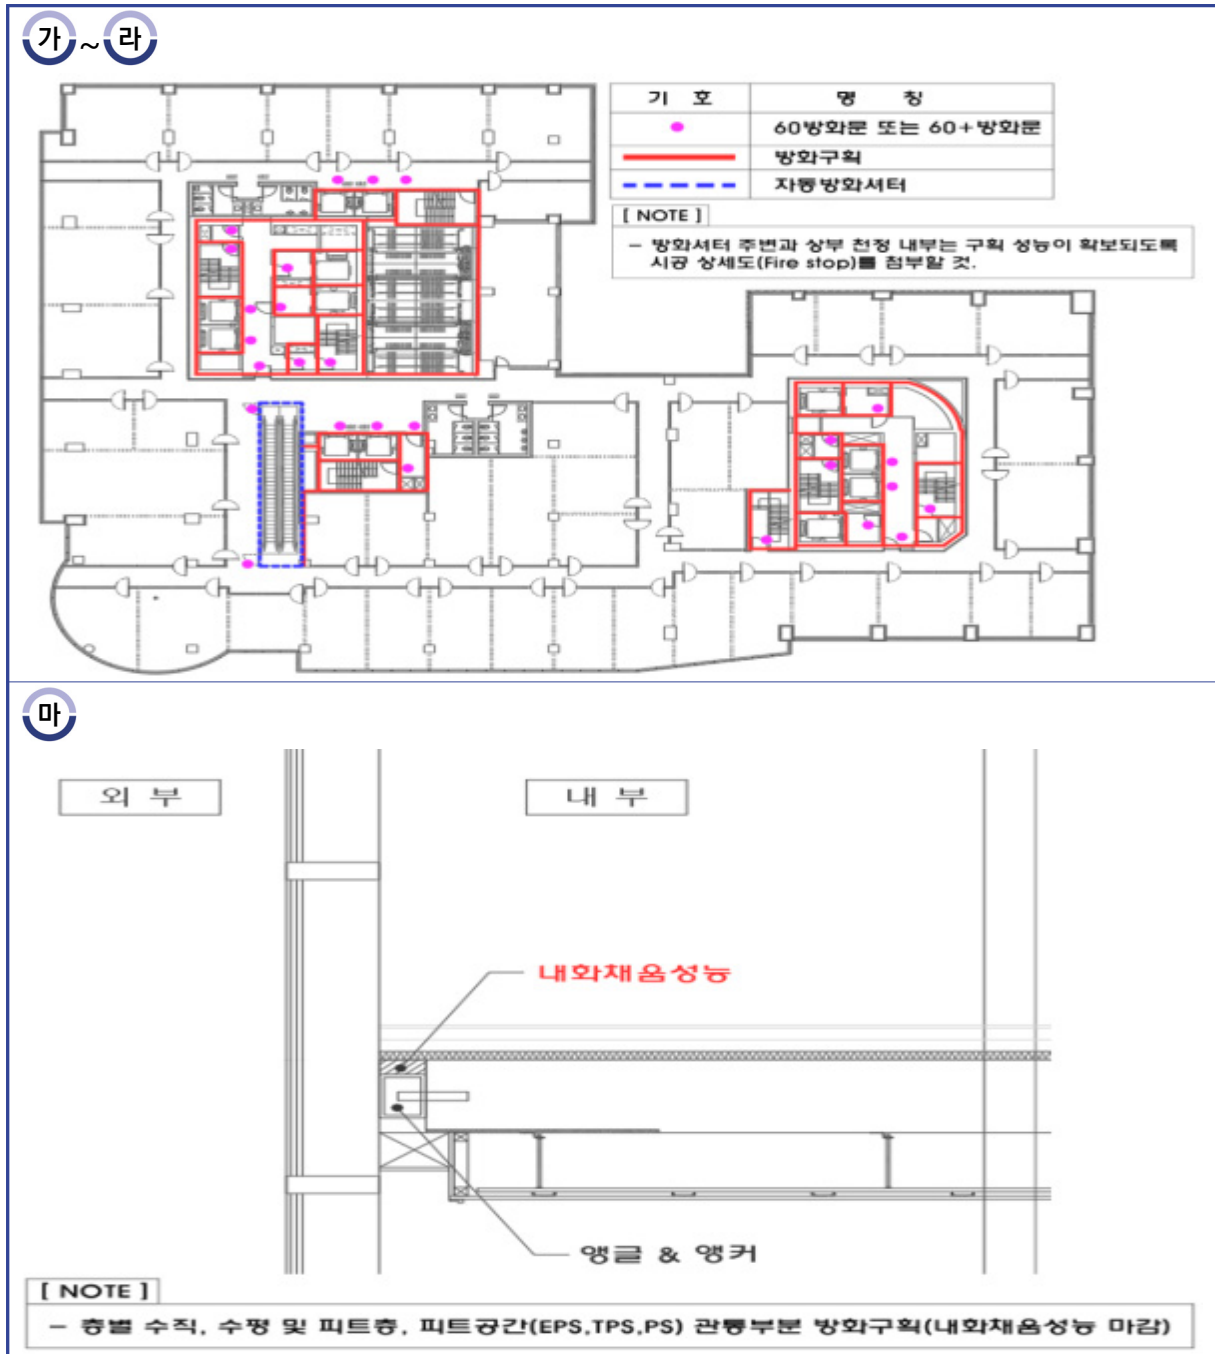 가 ~ 라
기 호 명 칭
60방화문 또는 60+방화문
방화구획
자동방화셔터
[ NOTE ]
- 방화셔터 주변과 상부 천정 내부는 구획 성능이 확보되도록
시공 상세도(Fire stop)를 첨부할 것.
마
외 부
내 부
내화채움성능
앵글 & 앵커
[ NOTE ]
- 층별 수직, 수평 및 피트층, 피트공간(EPS,TPS,PS) 관통부분 방화구획(내화채움성능 마감)